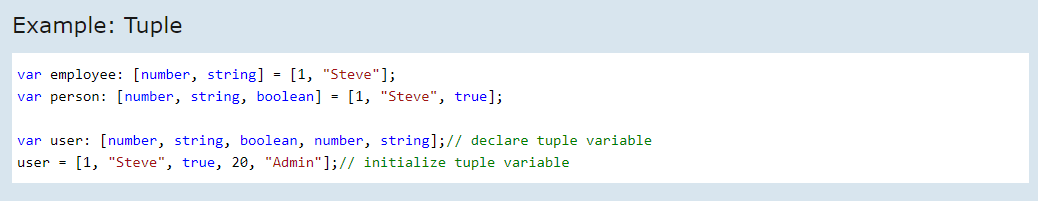 Example: Tuple
var employee: [number, string] = [1, "Steve"];
var person: [number, string, boolean] = [1, "Steve", true];
var user: [number, string, boolean, number, string];// declare tuple variable
user = [1, "Steve", true, 20, "Admin"];// initialize tuple variable